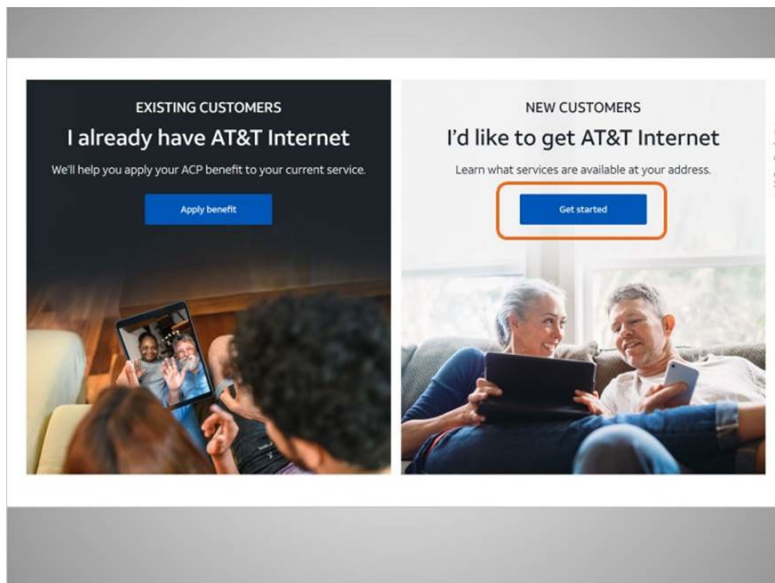 EXISTING CUSTOMERS
I already have AT&T Internet
We'll help you apply your ACP benefit to your current service.
Apply benefit
NEW CUSTOMERS
I'd like to get AT&T Internet
Learn what services are available at your address.
Get started